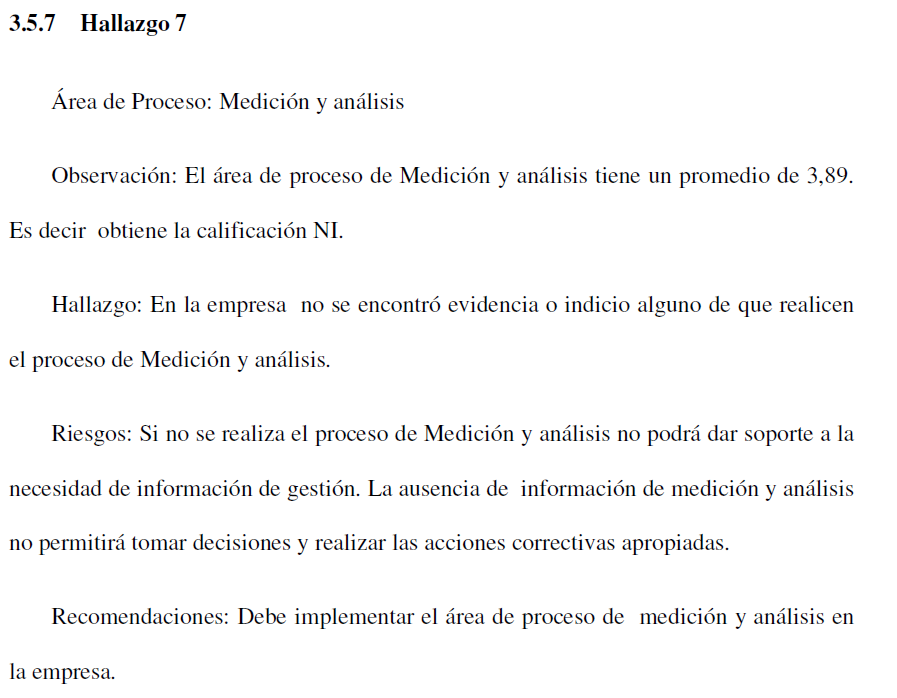 3.5.7 Hallazgo 7
Área de Proceso: Medición y análisis
Observación: El área de proceso de Medición y análisis tiene un promedio de 3,89.
Es decir obtiene la calificación NI.
Hallazgo: En la empresa no se encontró evidencia o indicio alguno de que realicen
el proceso de Medición y análisis.
Riesgos: Si no se realiza el proceso de Medición y análisis no podrá dar soporte a la
necesidad de información de gestión. La ausencia de información de medición y análisis
no permitirá tomar decisiones y realizar las acciones correctivas apropiadas.
Recomendaciones: Debe implementar el área de proceso de medición y análisis en
la empresa.